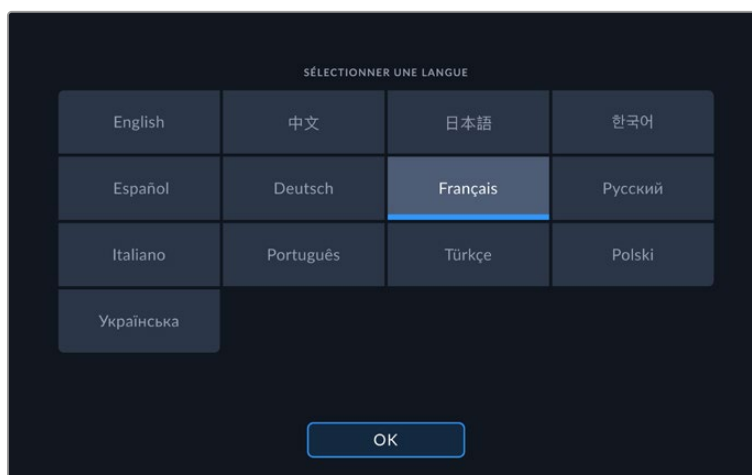 SÉLECTIONNER UNE LANGUE
English 中文 日本語 한국어
Español Deutsch Français Русский
Italiano Português Türkçe Polski
Українська
OK